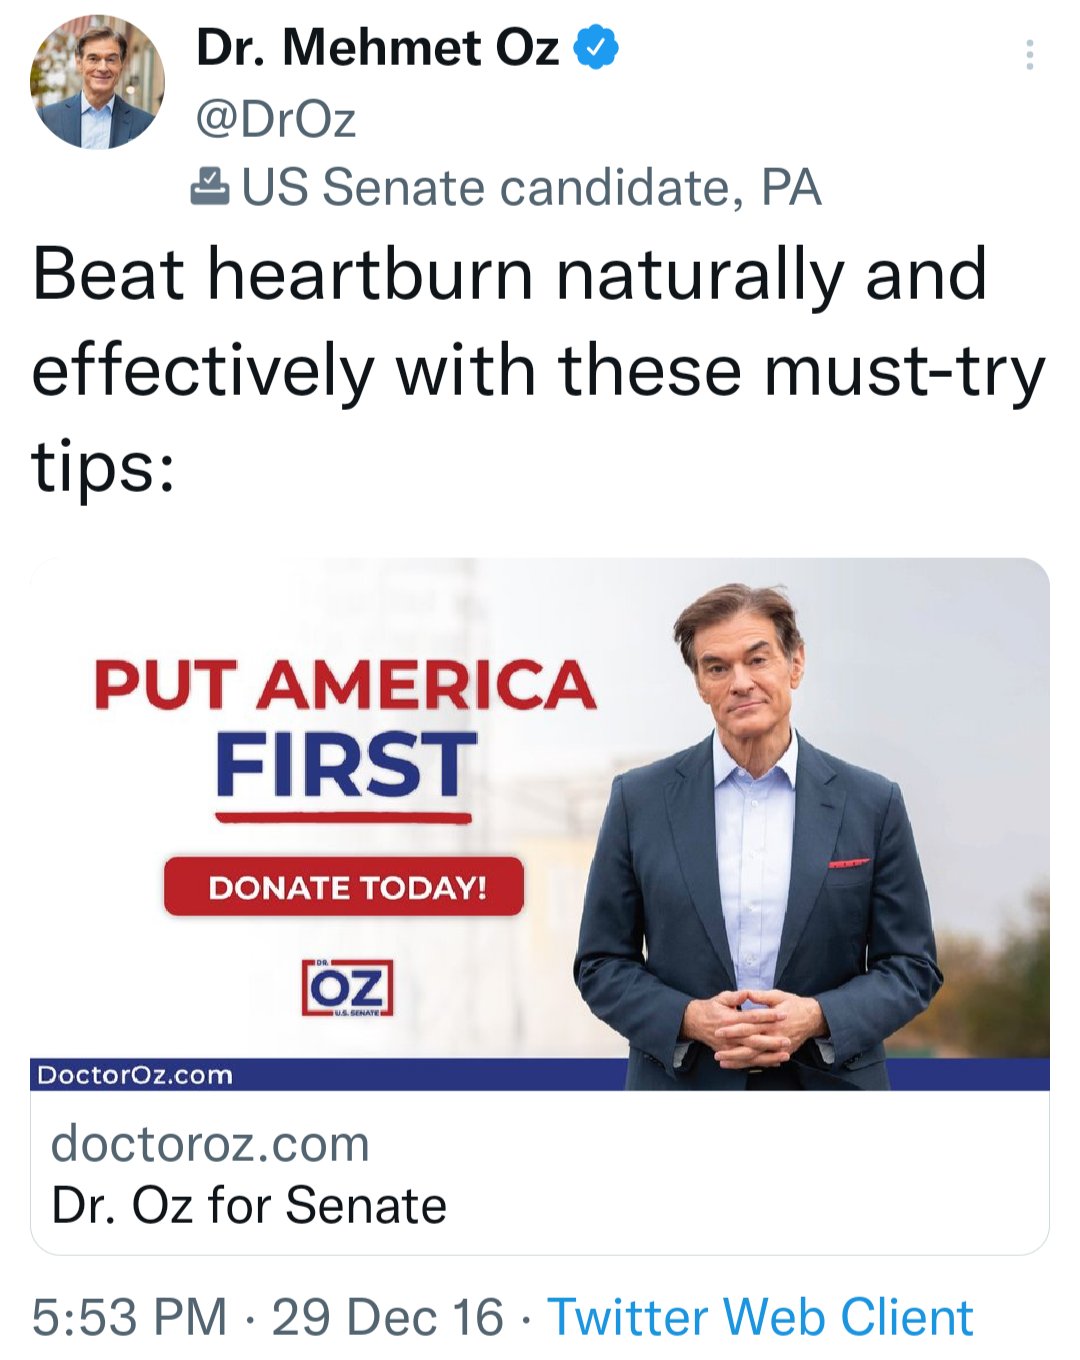 Dr. Mehmet Oz
@DrOz
US Senate candidate, PA
Beat heartburn naturally and
effectively with these must-try
tips:
PUT AMERICA
FIRST
DONATE TODAY!
DR.
OZ
U.S. SENATE
DoctorOz.com
doctoroz.com
Dr. Oz for Senate
5:53 PM · 29 Dec 16 · Twitter Web Client